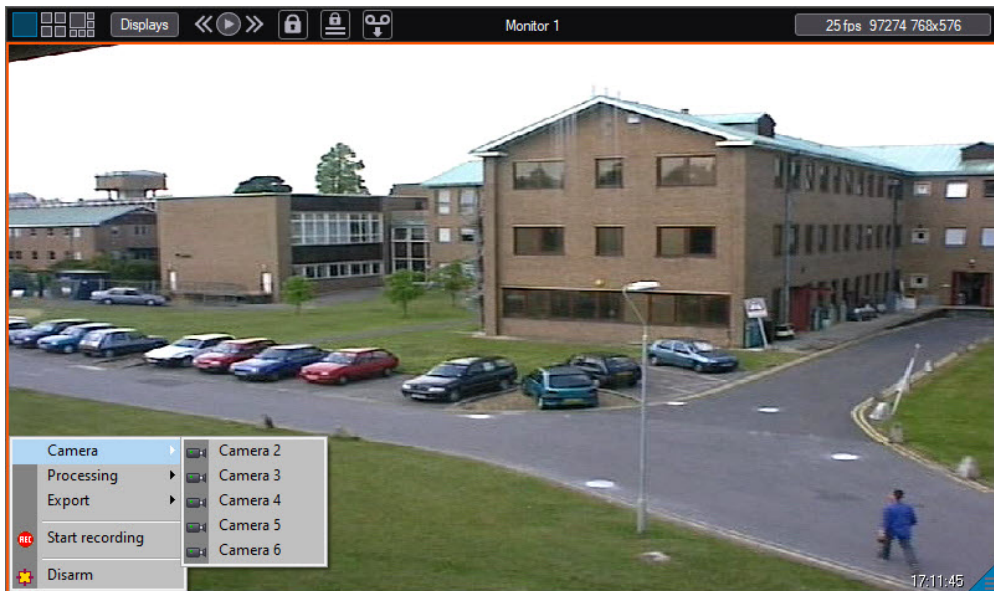 Displays
Monitor 1
25 fps 97274 768x576
Camera
Processing
Export
Start recording
Disarm
Camera 2
Camera 3
Camera 4
Camera 5
Camera 6
REC
17:11:45